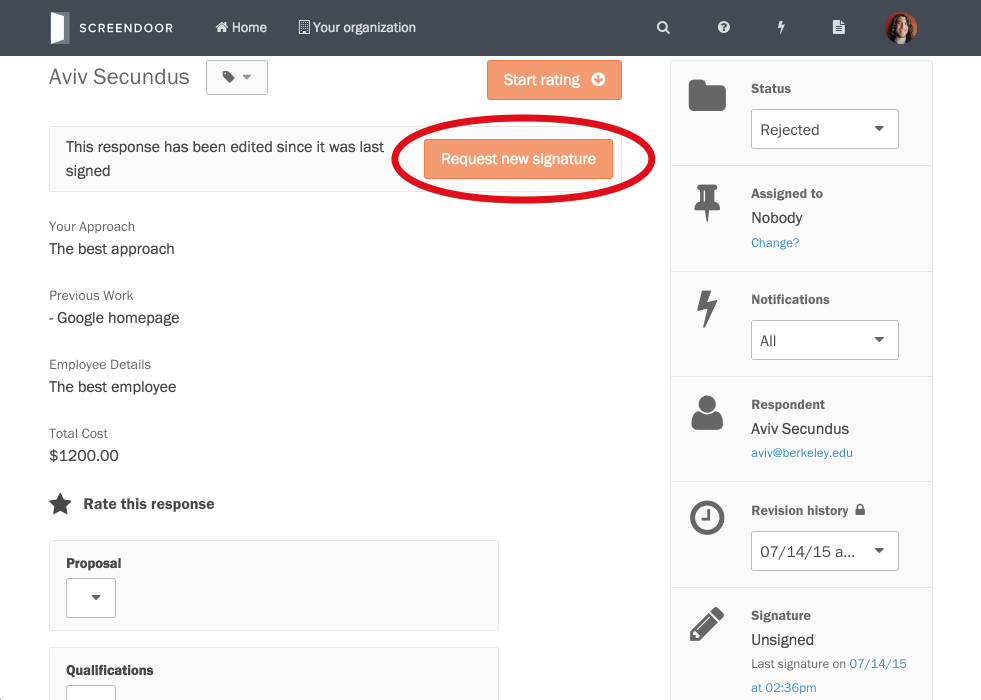 SCREENDOOR
Home
Your organization
Aviv Secundus
Start rating
This response has been edited since it was last
signed
Request new signature
Your Approach
The best approach
Previous Work
- Google homepage
Employee Details
The best employee
Total Cost
$1200.00
Rate this response
Proposal
Qualifications
Status
Rejected
Assigned to
Nobody
Change?
Notifications
All
Respondent
Aviv Secundus
aviv@berkeley.edu
Revision history
07/14/15 a...
Signature
Unsigned
Last signature on 07/14/15
at 02:36pm